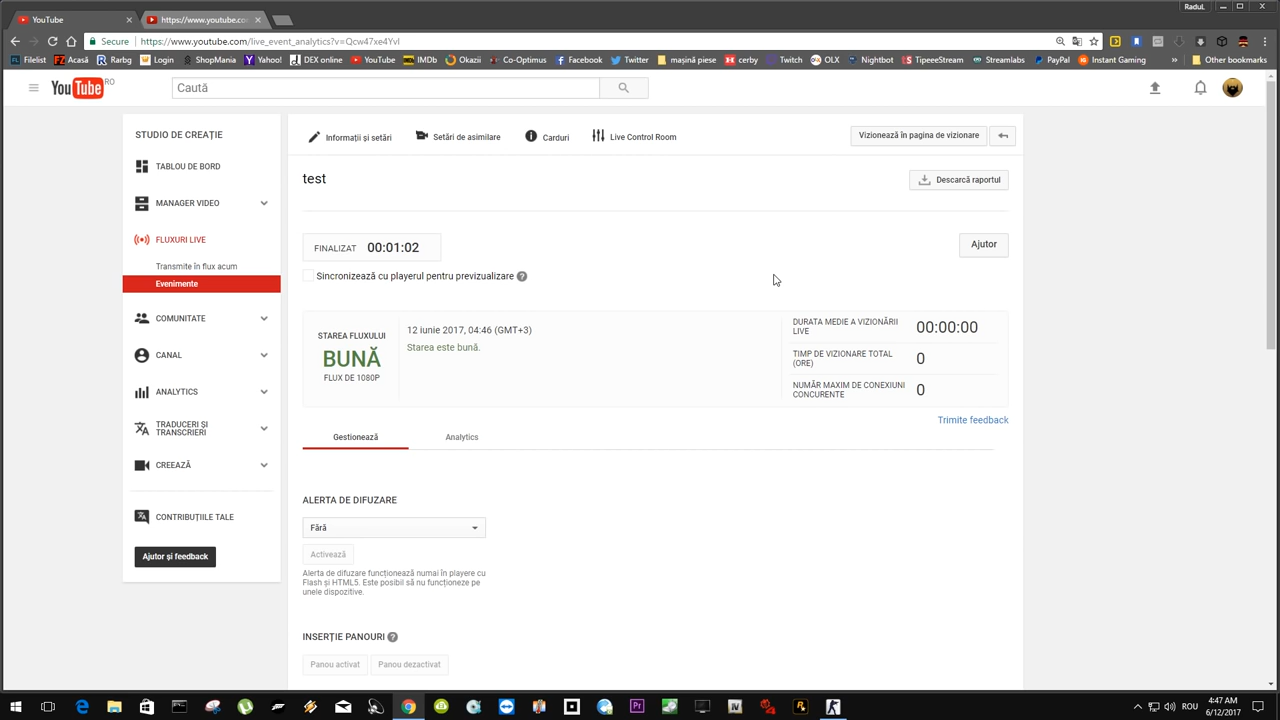 RaduL
YouTube
https://www.youtube.com/
Secure
https://www.youtube.com/live_event_analytics?v=Qcw47xe4YvI
Filelist
Acasă
Rarbg
Login
ShopMania
Yahoo!
DEX online
YouTube
IMDb
Okazii
Co-Optimus
Facebook
Twitter
mașină piese
cerby
Twitch
OLX
Nightbot
TipeeeStream
Streamlabs
PayPal
Instant Gaming
»
Other bookmarks
YouTube RO
Caută
STUDIO DE CREAȚIE
TABLOU DE BORD
MANAGER VIDEO
FLUXURI LIVE
Transmite în flux acum
Evenimente
COMUNITATE
CANAL
ANALYTICS
TRADUCERI ȘI
TRANSCRIERI
CREEAZĂ
CONTRIBUȚIILE TALE
Ajutor și feedback
Informații și setări
Setări de asimilare
Carduri
Live Control Room
Vizionează în pagina de vizionare
test
Descarcă raportul
FINALIZAT 00:01:02
Ajutor
Sincronizează cu playerul pentru previzualizare ?
STAREA FLUXULUI
BUNĂ
FLUX DE 1080P
12 iunie 2017, 04:46 (GMT+3)
Starea este bună.
DURATA MEDIE A VIZIONĂRII
LIVE
00:00:00
TIMP DE VIZIONARE TOTAL
(ORE)
0
NUMĂR MAXIM DE CONEXIUNI
CONCURENTE
0
Trimite feedback
Gestionează
Analytics
ALERTA DE DIFUZARE
Fără
Activează
Alerta de difuzare funcționează numai în playere cu
Flash și HTML5. Este posibil să nu funcționeze pe
unele dispozitive.
INSERȚIE PANOURI ?
Panou activat
Panou dezactivat
ROU
4:47 AM
6/12/2017